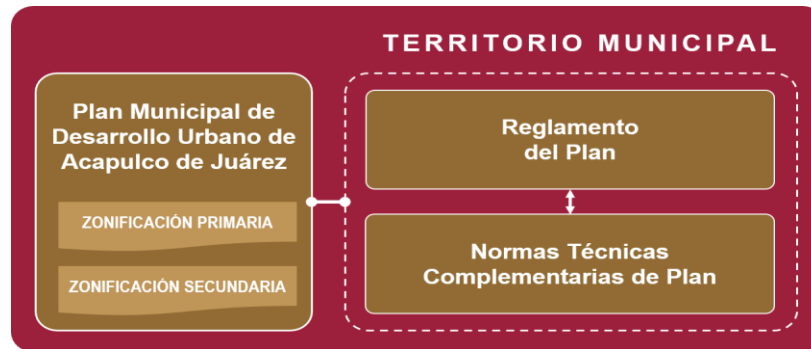 TERRITORIO MUNICIPAL
Plan Municipal de
Desarrollo Urbano de
Acapulco de Juárez
ZONIFICACIÓN PRIMARIA
ZONIFICACIÓN SECUNDARIA
Reglamento
del Plan
Normas Técnicas
Complementarias de Plan